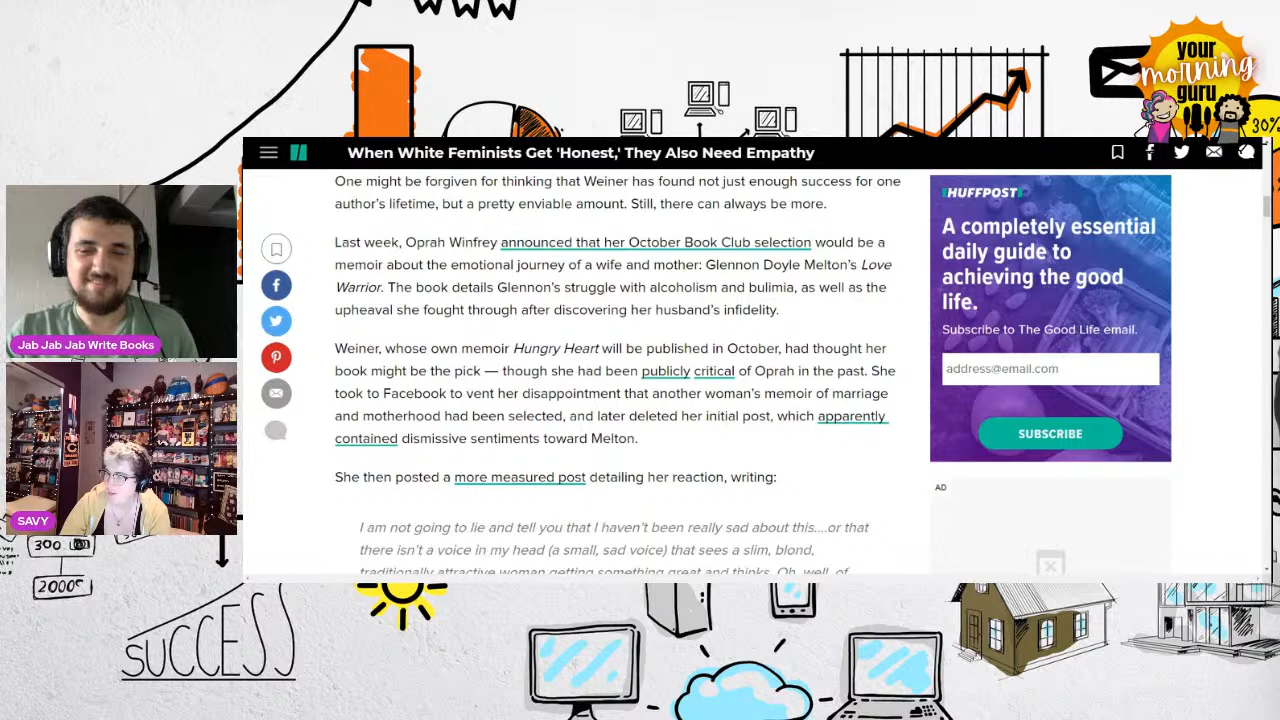 your
morning
guru
30%
When White Feminists Get 'Honest,' They Also Need Empathy
One might be forgiven for thinking that Weiner has found not just enough success for one
author's lifetime, but a pretty enviable amount. Still, there can always be more.
Last week, Oprah Winfrey announced that her October Book Club selection would be a
memoir about the emotional journey of a wife and mother: Glennon Doyle Melton's Love
Warrior. The book details Glennon's struggle with alcoholism and bulimia, as well as the
upheaval she fought through after discovering her husband's infidelity.
Weiner, whose own memoir Hungry Heart will be published in October, had thought her
book might be the pick — though she had been publicly critical of Oprah in the past. She
took to Facebook to vent her disappointment that another woman's memoir of marriage
and motherhood had been selected, and later deleted her initial post, which apparently
contained dismissive sentiments toward Melton.
She then posted a more measured post detailing her reaction, writing:
I am not going to lie and tell you that I haven't been really sad about this....or that
there isn't a voice in my head (a small, sad voice) that sees a slim, blond,
traditionally attractive woman getting something great and thinks, Oh, well, of
HUFFPOST
A completely essential
daily guide to
achieving the good
life.
Subscribe to The Good Life email.
address@email.com
SUBSCRIBE
AD
Jab Jab Jab Write Books
SAVY
300
2000
SUCCESS